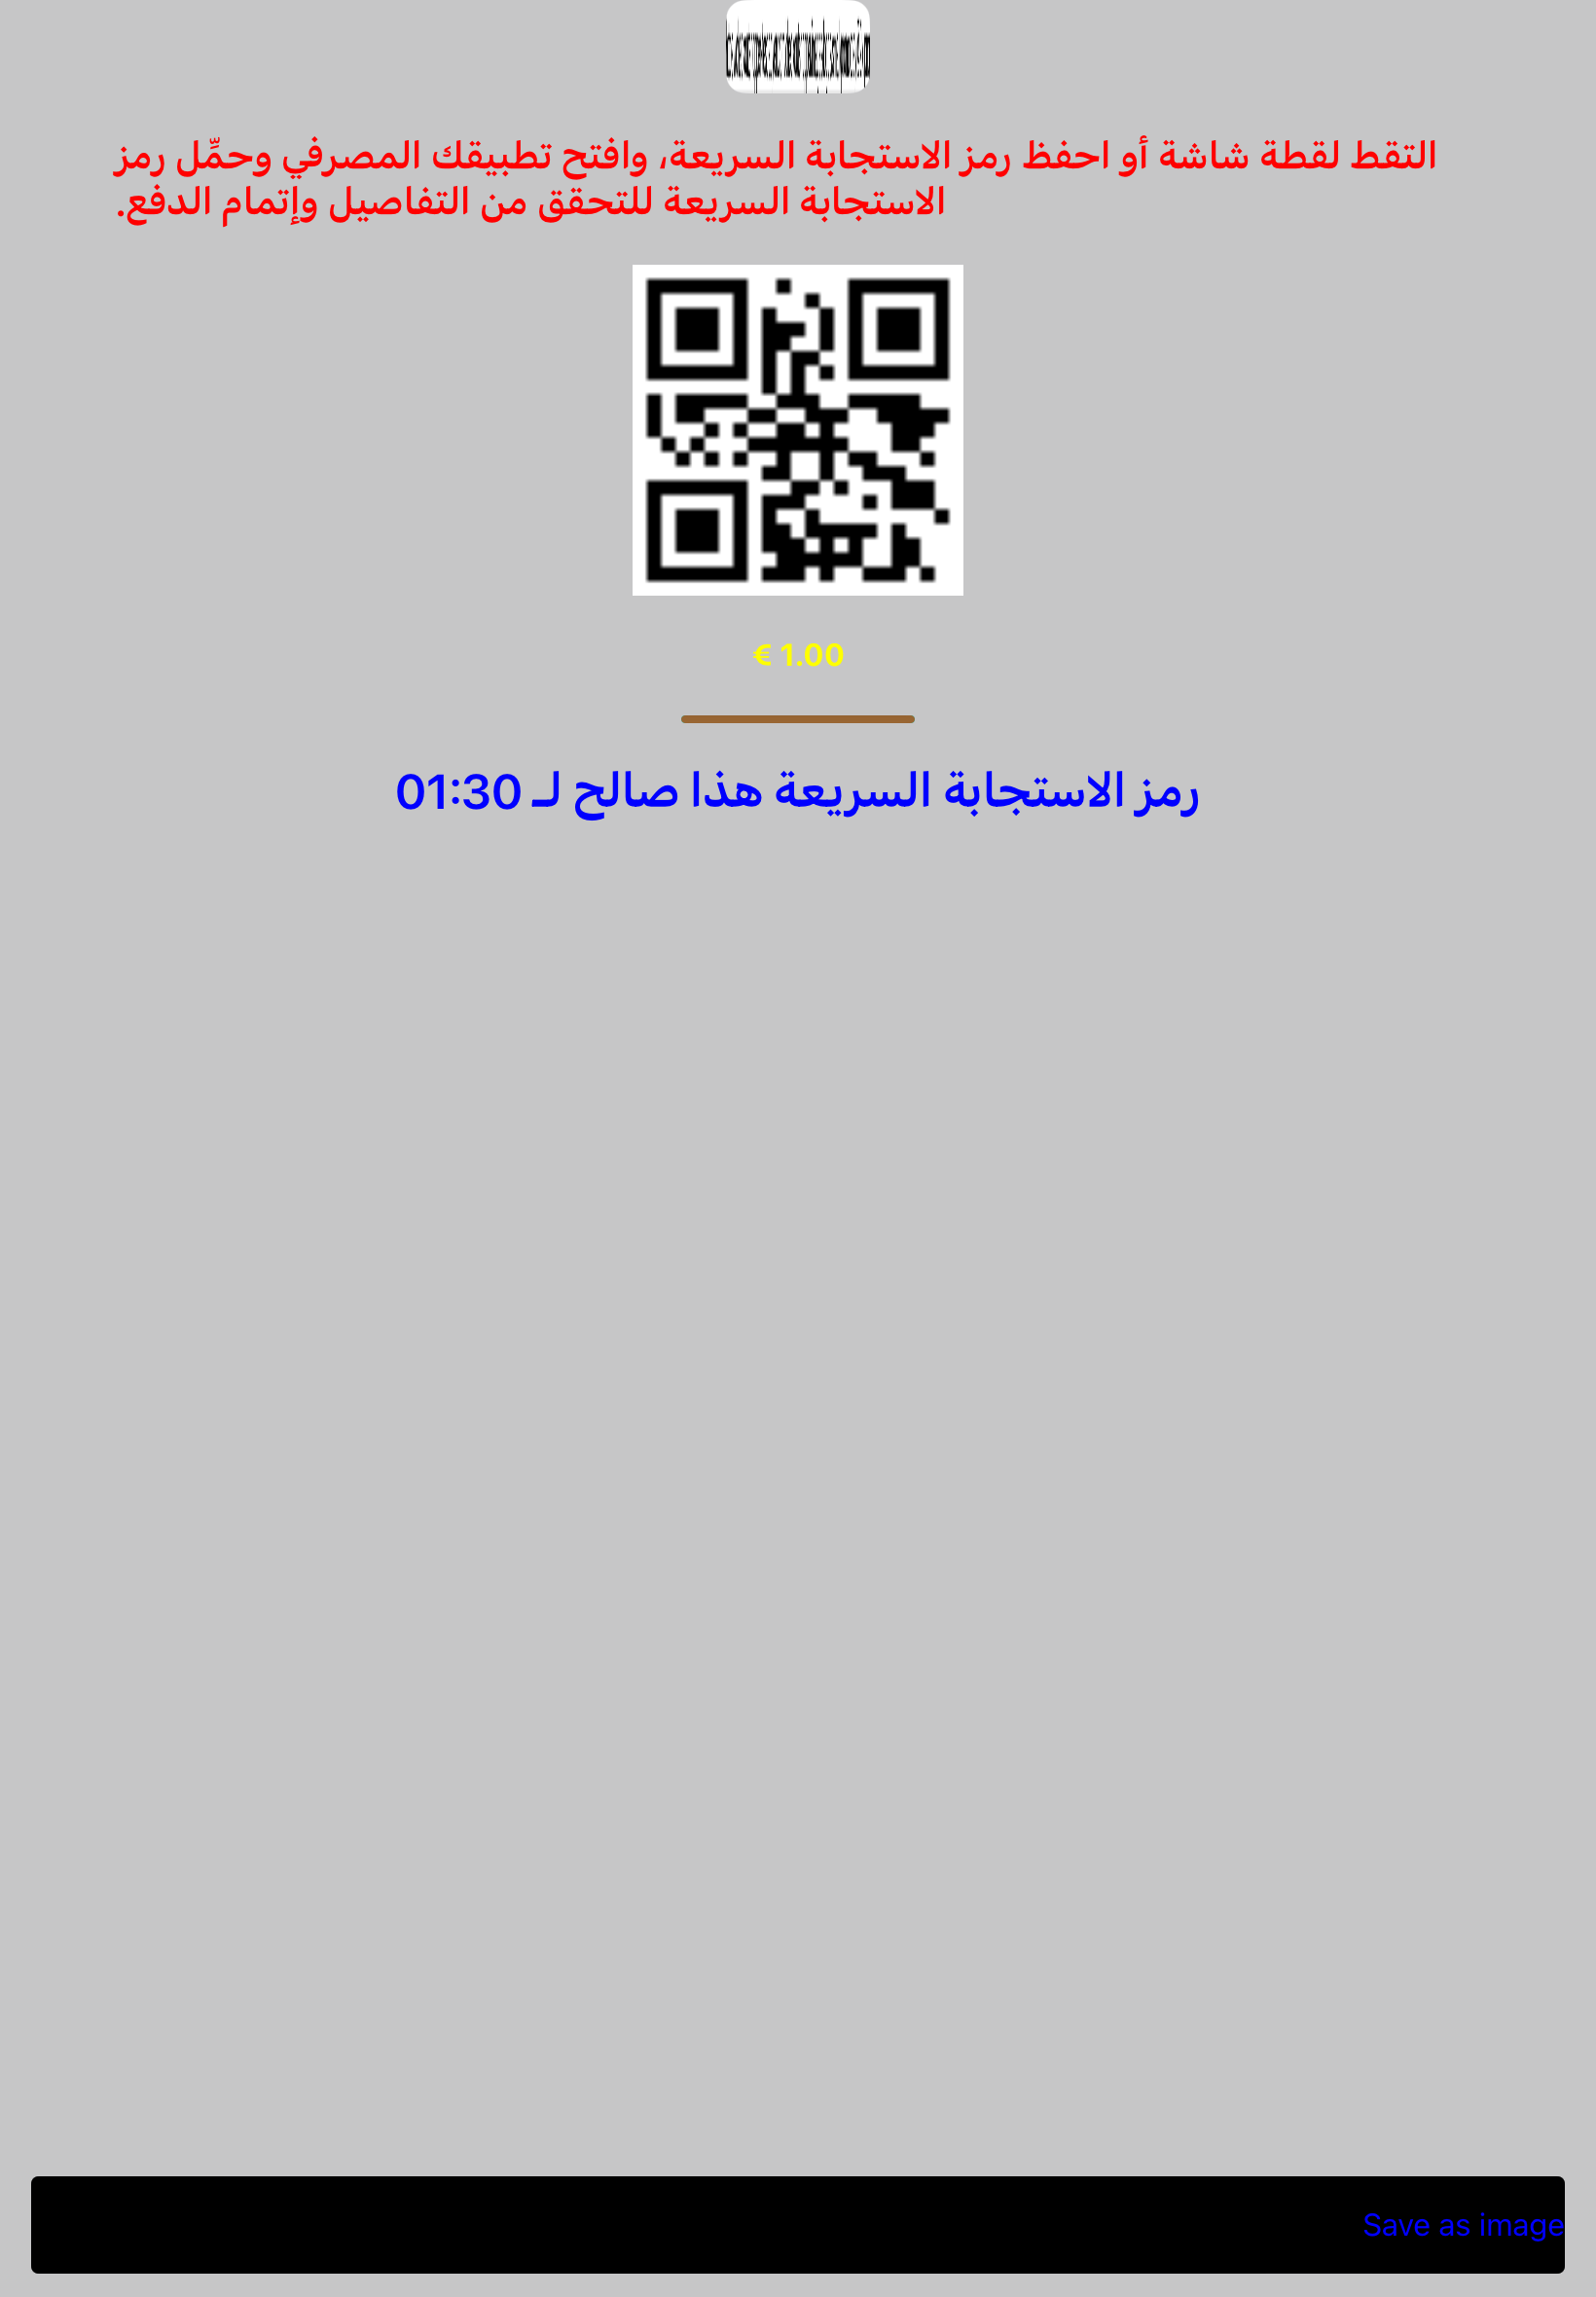 التقط لقطة شاشة أو احفظ رمز الاستجابة السريعة، وافتح تطبيقك المصرفي وحمِّل رمز
الاستجابة السريعة للتحقق من التفاصيل وإتمام الدفع.
€ 1.00
رمز الاستجابة السريعة هذا صالح لـ 01:30
Save as image